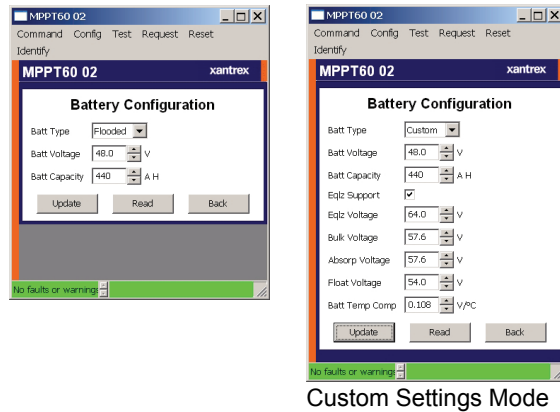 MPPT60 02
Command Config Test Request Reset
Identify
MPPT60 02 xantrex
Battery Configuration
Batt Type Flooded
Batt Voltage 48.0 V
Batt Capacity 440 A H
Update Read Back
No faults or warnings
MPPT60 02
Command Config Test Request Reset
Identify
MPPT60 02 xantrex
Battery Configuration
Batt Type Custom
Batt Voltage 48.0 V
Batt Capacity 440 A H
Eqlz Support
Eqlz Voltage 64.0 V
Bulk Voltage 57.6 V
Absorp Voltage 57.6 V
Float Voltage 54.0 V
Batt Temp Comp 0.108 V/ºC
Update Read Back
No faults or warnings
Custom Settings Mode